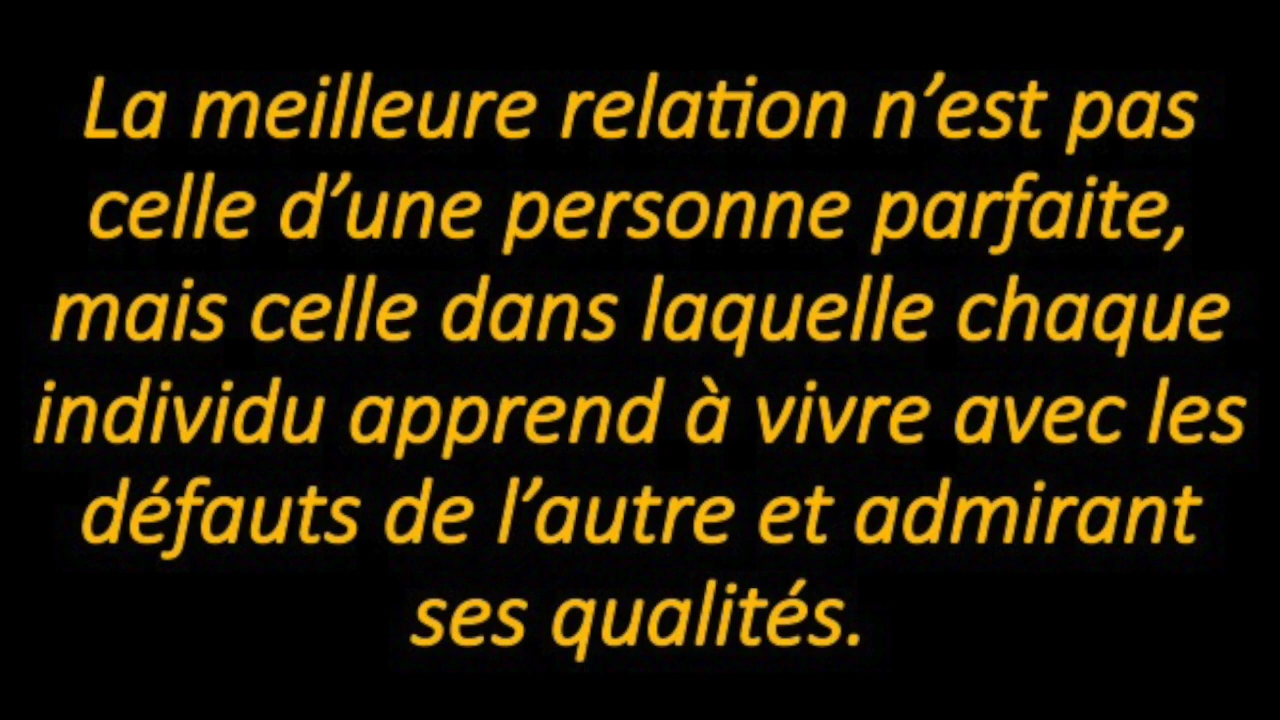 La meilleure relation n’est pas
celle d’une personne parfaite,
mais celle dans laquelle chaque
individu apprend à vivre avec les
défauts de l’autre et admirant
ses qualités.